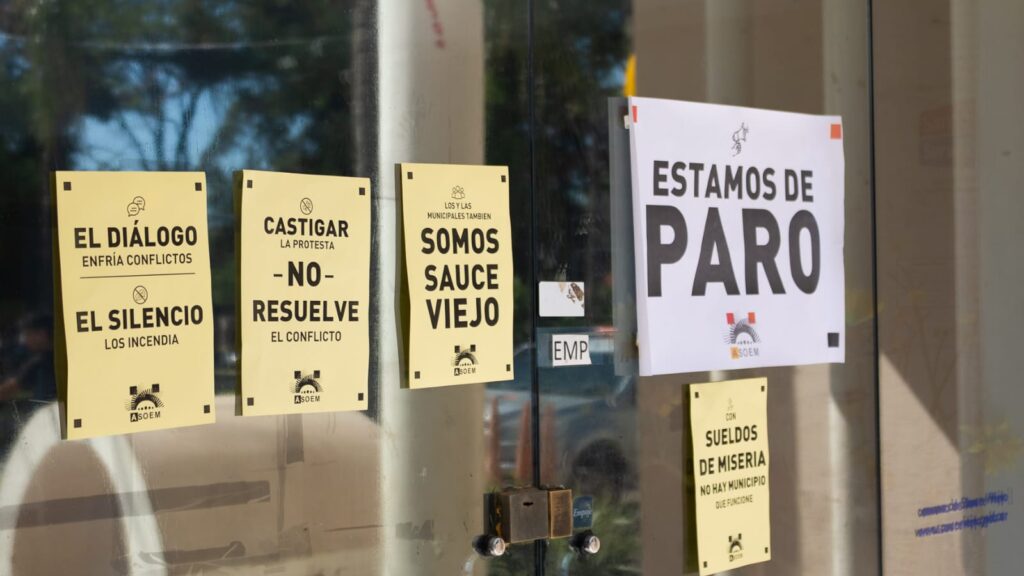 EL DIÁLOGO
ENFRÍA CONFLICTOS
EL SILENCIO
LOS INCENDIA
ASOEM
CASTIGAR
LA PROTESTA
-NO-
RESUELVE
EL CONFLICTO
ASOEM
LOS Y LAS
MUNICIPALES TAMBIEN
SOMOS
SAUCE
VIEJO
ASOEM
EMP
ESTAMOS DE
PARO
ASOEM
CON
SUELDOS
DE MISERIA
NO HAY MUNICIPIO
QUE FUNCIONE
ASOEM